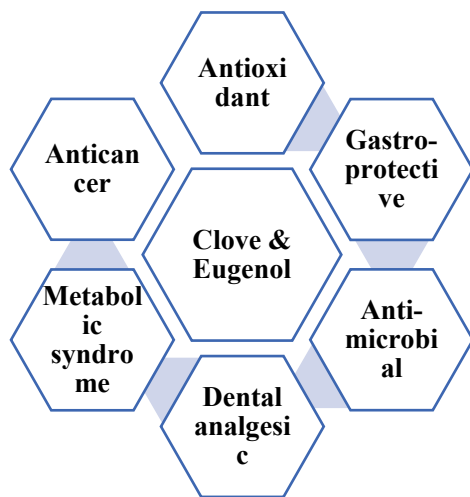 Antioxi
dant
Gastro-
protecti
ve
Anti-
microbi
al
Dental
analgesi
c
Metabol
ic
syndro
me
Antican
cer
Clove &
Eugenol